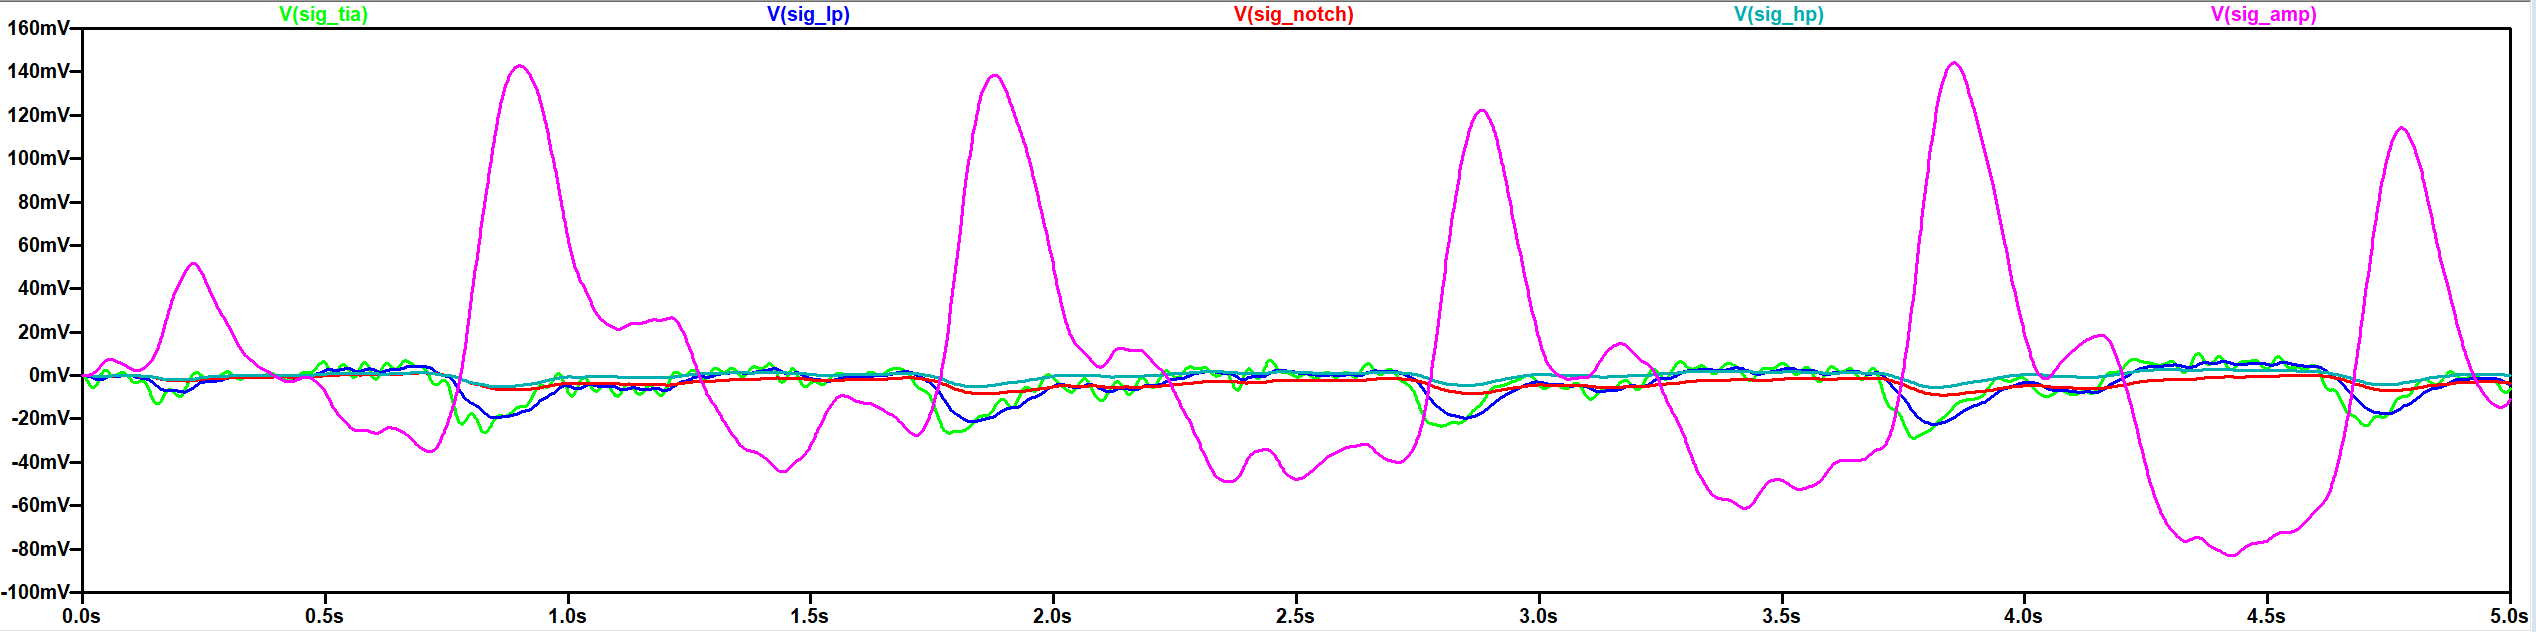 V(sig_tia) V(sig_lp) V(sig_notch) V(sig_hp) V(sig_amp)
160mV
140mV
120mV
100mV
80mV
60mV
40mV
20mV
0mV
-20mV
-40mV
-60mV
-80mV
-100mV
0.0s 0.5s 1.0s 1.5s 2.0s 2.5s 3.0s 3.5s 4.0s 4.5s 5.0s